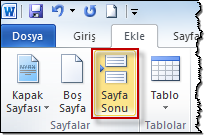 Dosya Giriş Ekle Sayfa
Kapak Sayfası Boş Sayfa Sayfa Sonu Tablo
Sayfalar Tablolar